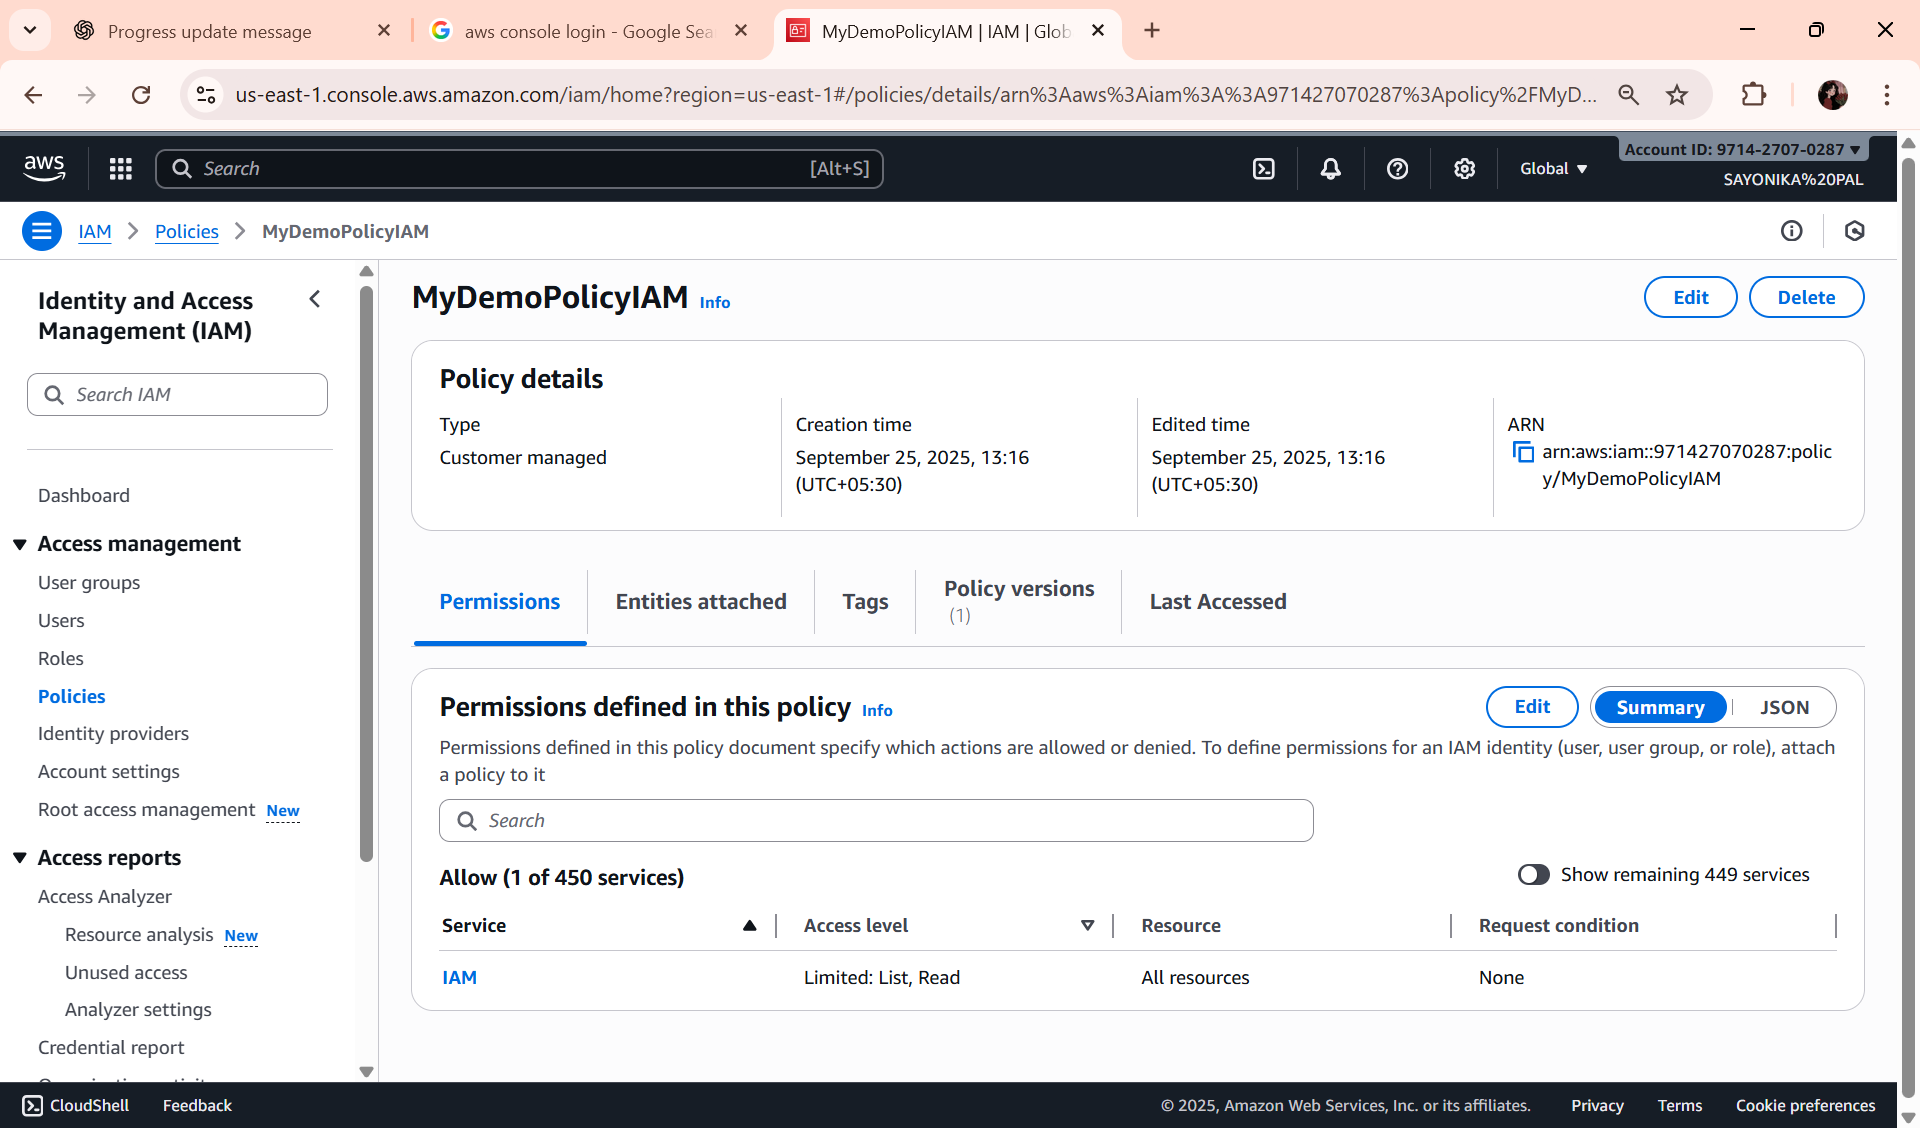 Progress update message
aws console login - Google Sea
MyDemoPolicyIAM | IAM | Glob
us-east-1.console.aws.amazon.com/iam/home?region=us-east-1#/policies/details/arn%3Aaws%3Aiam%3A%3A971427070287%3Apolicy%2FMyD...
aws
Search
[Alt+S]
Global
Account ID: 9714-2707-0287
SAYONIKA%20PAL
IAM
Policies
MyDemoPolicyIAM
Identity and Access
Management (IAM)
Search IAM
Dashboard
Access management
User groups
Users
Roles
Policies
Identity providers
Account settings
Root access management New
Access reports
Access Analyzer
Resource analysis New
Unused access
Analyzer settings
Credential report
MyDemoPolicyIAM Info
Edit
Delete
Policy details
Type
Customer managed
Creation time
September 25, 2025, 13:16
(UTC+05:30)
Edited time
September 25, 2025, 13:16
(UTC+05:30)
ARN
arn:aws:iam::971427070287:polic
y/MyDemoPolicyIAM
Permissions
Entities attached
Tags
Policy versions
(1)
Last Accessed
Permissions defined in this policy Info
Edit
Summary
JSON
Permissions defined in this policy document specify which actions are allowed or denied. To define permissions for an IAM identity (user, user group, or role), attach
a policy to it
Search
Allow (1 of 450 services)
Show remaining 449 services
Service
Access level
Resource
Request condition
IAM
Limited: List, Read
All resources
None
CloudShell
Feedback
© 2025, Amazon Web Services, Inc. or its affiliates.
Privacy
Terms
Cookie preferences